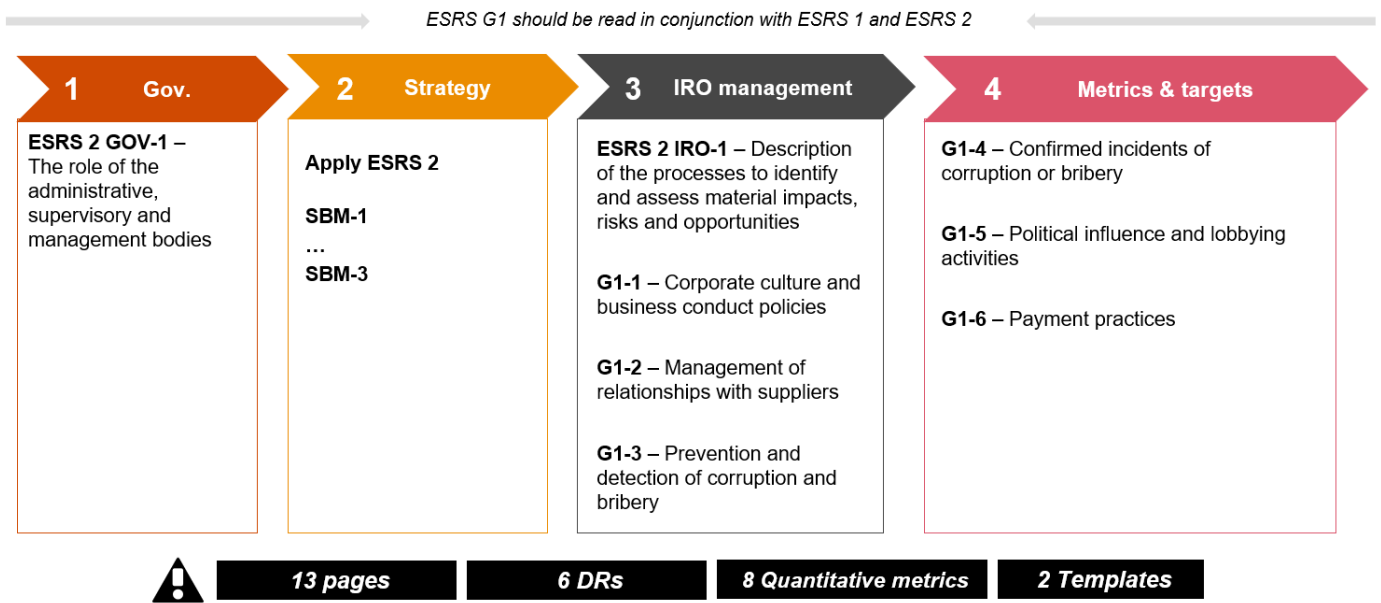 ESRS G1 should be read in conjunction with ESRS 1 and ESRS 2
1 Gov.
ESRS 2 GOV-1 –
The role of the
administrative,
supervisory and
management bodies
2 Strategy
Apply ESRS 2
SBM-1
…
SBM-3
3 IRO management
ESRS 2 IRO-1 – Description
of the processes to identify
and assess material impacts,
risks and opportunities
G1-1 – Corporate culture and
business conduct policies
G1-2 – Management of
relationships with suppliers
G1-3 – Prevention and
detection of corruption and
bribery
4 Metrics & targets
G1-4 – Confirmed incidents of
corruption or bribery
G1-5 – Political influence and lobbying
activities
G1-6 – Payment practices
13 pages
6 DRs
8 Quantitative metrics
2 Templates